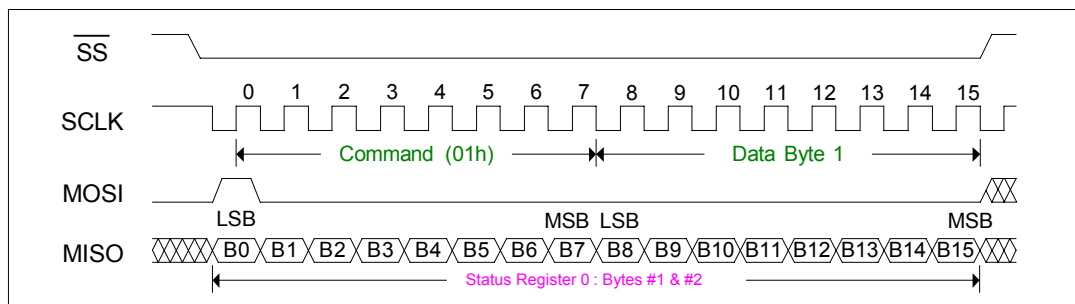 SS
0 1 2 3 4 5 6 7 8 9 10 11 12 13 14 15
SCLK
Command (01h) Data Byte 1
MOSI
LSB MSB LSB MSB
MISO B0 B1 B2 B3 B4 B5 B6 B7 B8 B9 B10 B11 B12 B13 B14 B15
Status Register 0 : Bytes #1 & #2